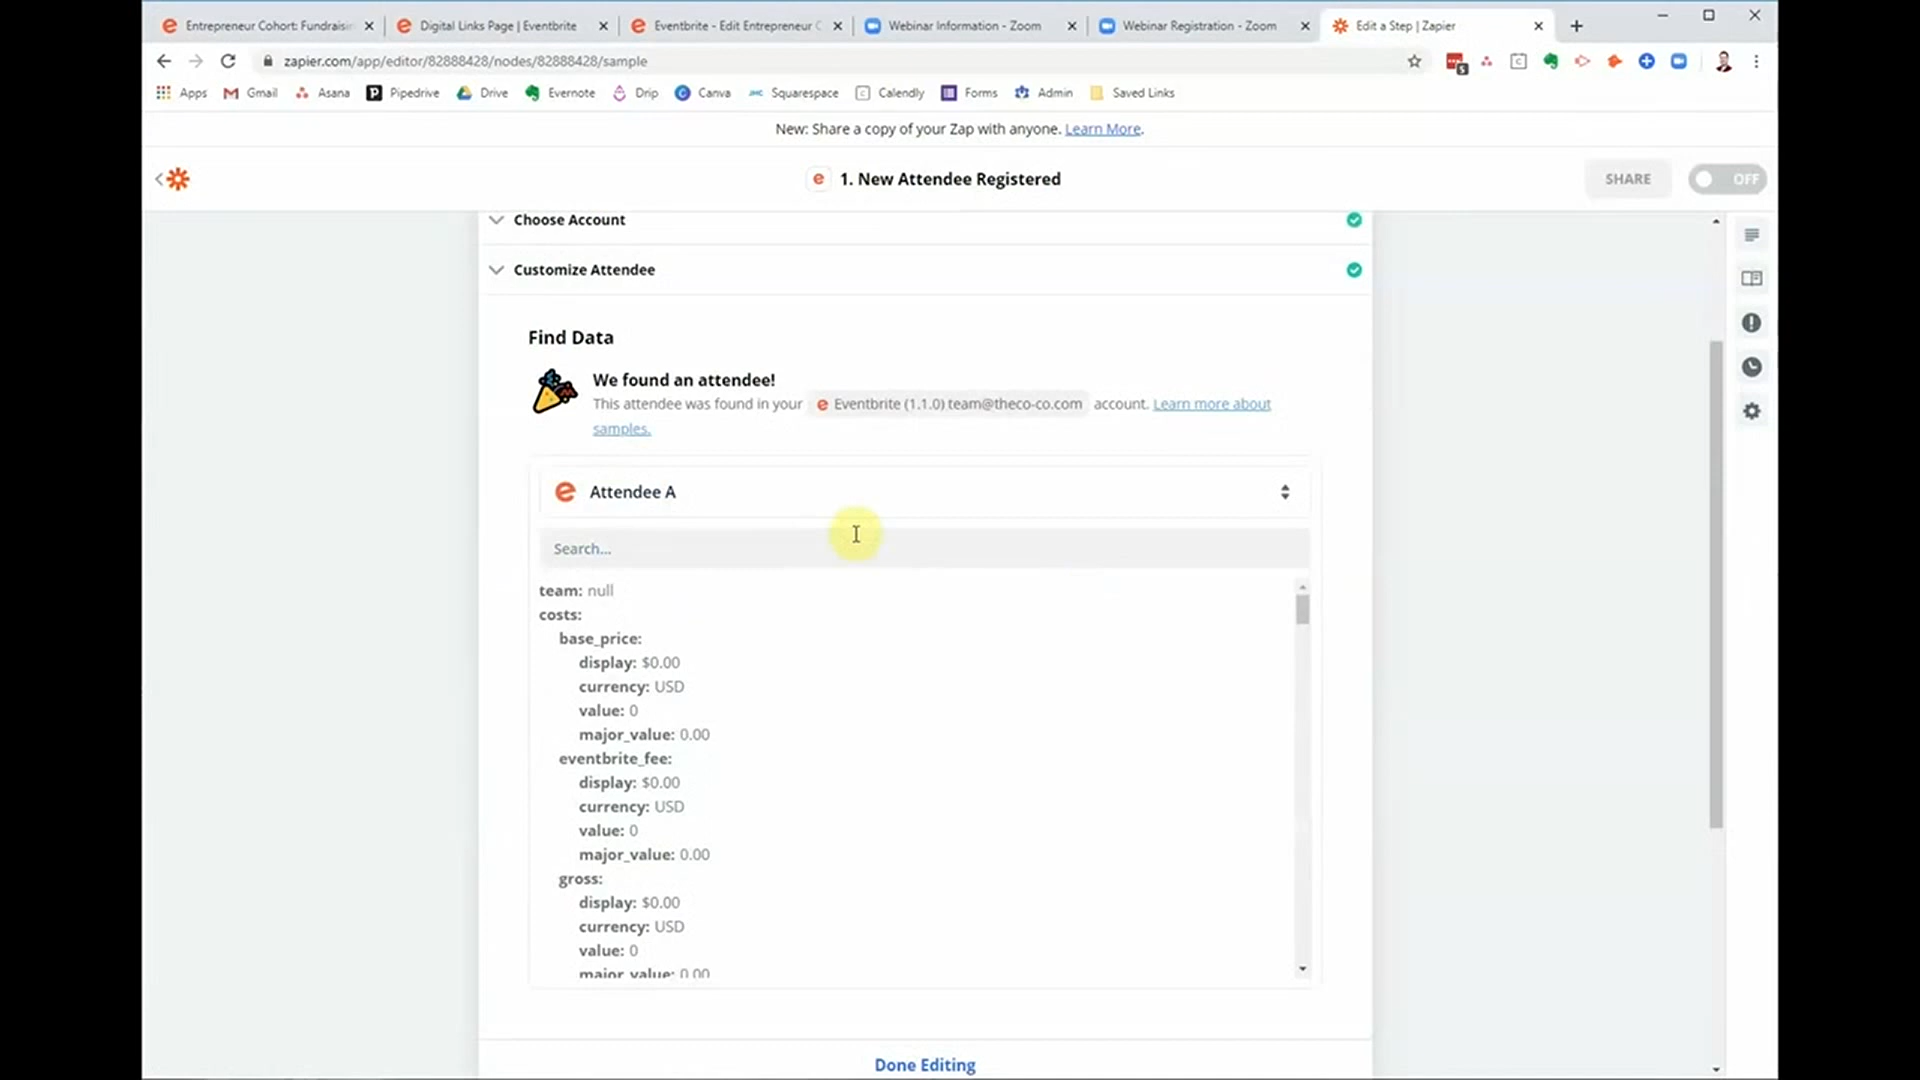 Entrepreneur Cohort: Fundraisin
Digital Links Page | Eventbrite
Eventbrite - Edit Entrepreneur C
Webinar Information - Zoom
Webinar Registration - Zoom
Edit a Step | Zapier
zapier.com/app/editor/82888428/nodes/82888428/sample
Apps
Gmail
Asana
Pipedrive
Drive
Evernote
Drip
Canva
Squarespace
Calendly
Forms
Admin
Saved Links
New: Share a copy of your Zap with anyone. Learn More.
1. New Attendee Registered
SHARE
OFF
Choose Account
Customize Attendee
Find Data
We found an attendee!
This attendee was found in your Eventbrite (1.1.0) team@theco-co.com account. Learn more about
samples.
Attendee A
Search...
team: null
costs:
base_price:
display: $0.00
currency: USD
value: 0
major_value: 0.00
eventbrite_fee:
display: $0.00
currency: USD
value: 0
major_value: 0.00
gross:
display: $0.00
currency: USD
value: 0
major_value: 0.00
Done Editing